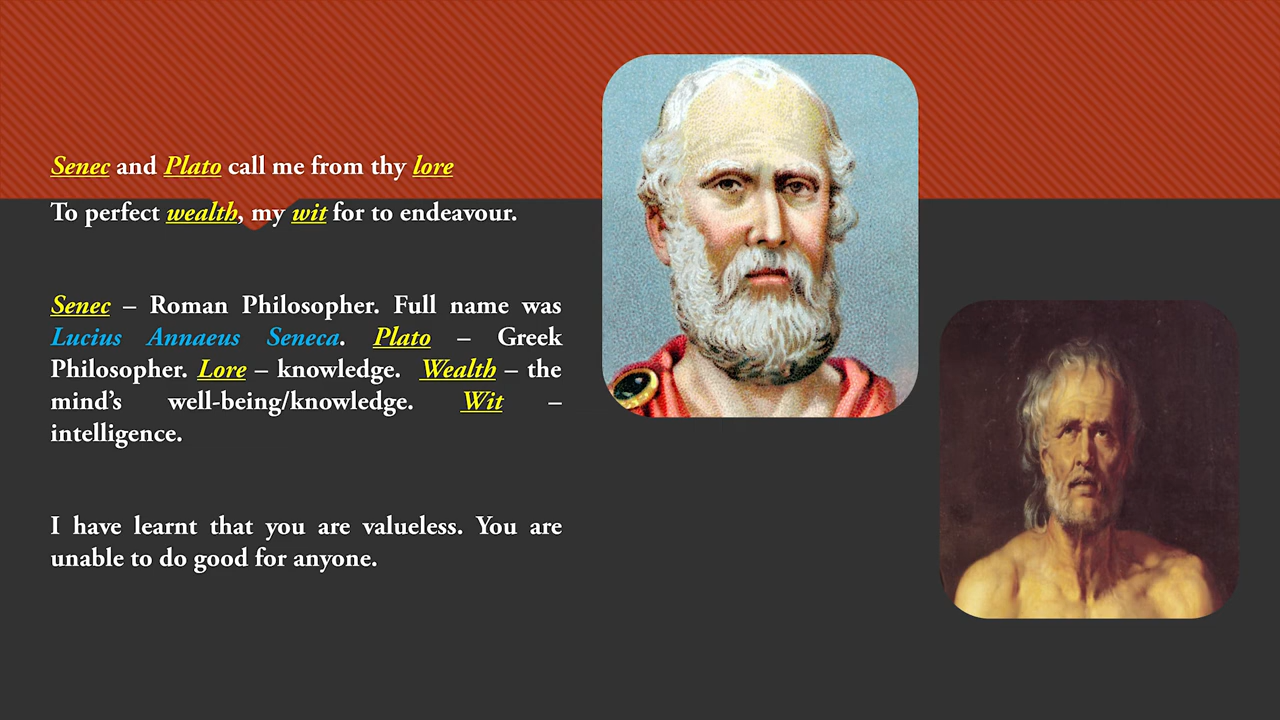 Senec and Plato call me from thy lore
To perfect wealth, my wit for to endeavour.
Senec – Roman Philosopher. Full name was
Lucius Annaeus Seneca. Plato – Greek
Philosopher. Lore – knowledge. Wealth – the
mind’s well-being/knowledge. Wit –
intelligence.
I have learnt that you are valueless. You are
unable to do good for anyone.